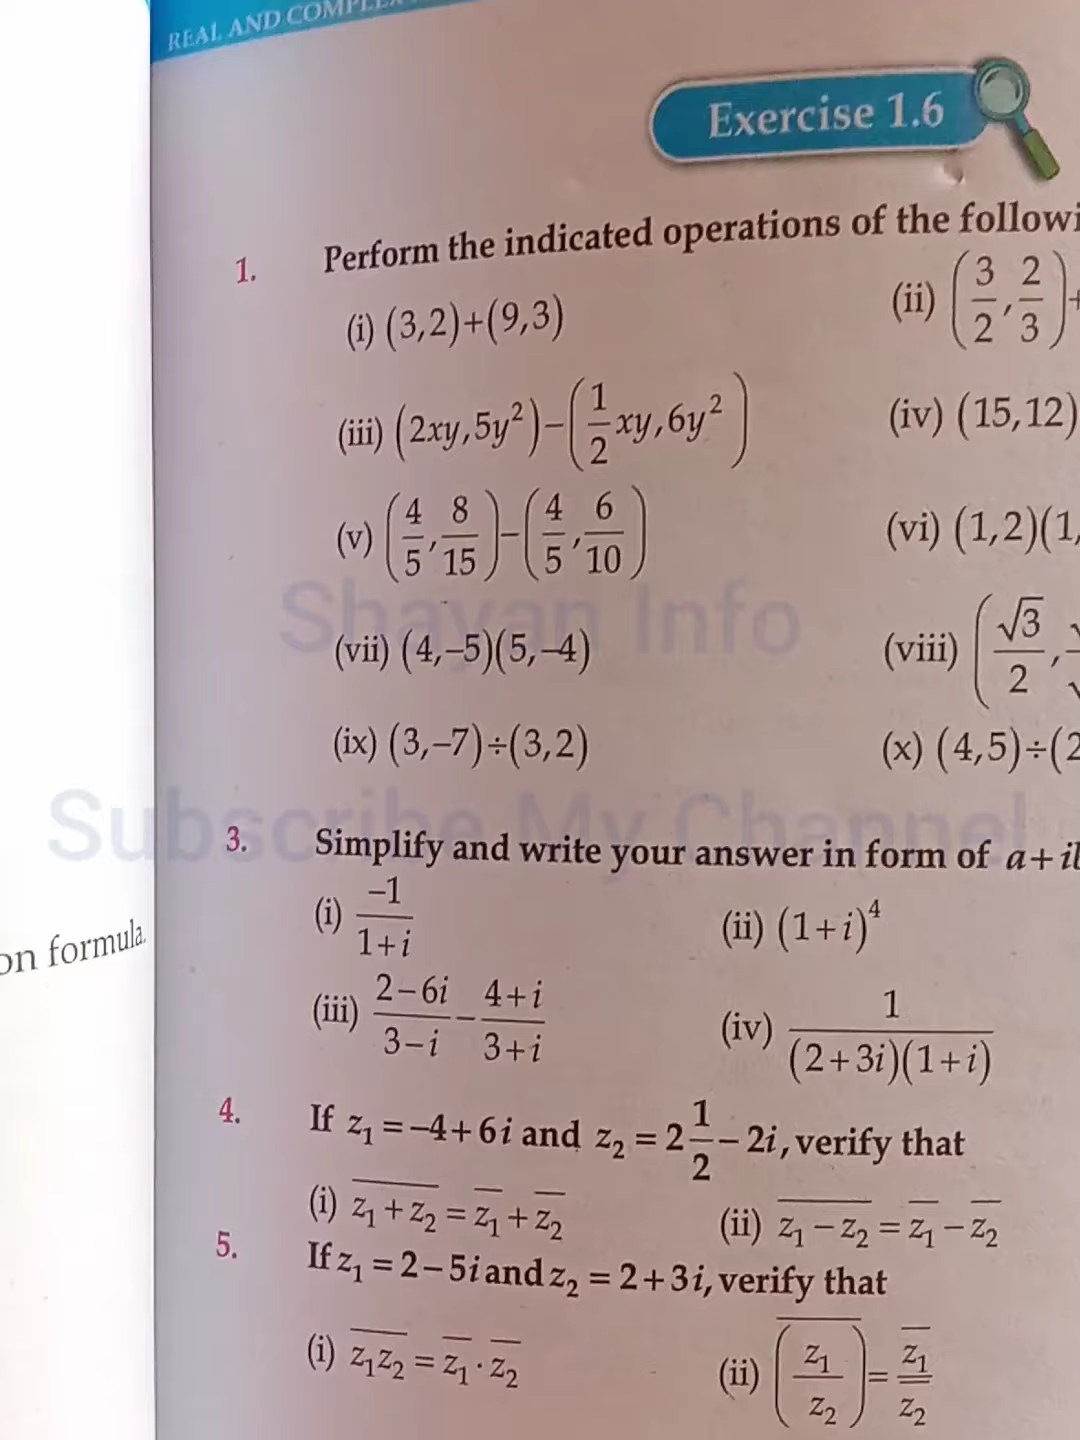 REAL AND COMPLEX
Exercise 1.6
1. Perform the indicated operations of the followi
(i) (3,2)+(9,3)
(ii) (3/2, 2/3)+
(iii) (2xy,5y²)−(1/2 xy,6y²)
(iv) (15,12)
(v) (4/5, 8/15)−(4/5, 6/10)
(vi) (1,2)(1,
Shayan Info
(vii) (4,−5)(5,−4)
(viii) (√3/2,
(ix) (3,−7)÷(3,2)
(x) (4,5)÷(2
Subscribe My Channel
3. Simplify and write your answer in form of a+ib
(i) −1/(1+i)
(ii) (1+i)⁴
on formula.
(iii) (2−6i)/(3−i) − (4+i)/(3+i)
(iv) 1/((2+3i)(1+i))
4. If z₁ =−4+6i and z₂ = 2 1/2 − 2i, verify that
(i) z̅₁̅ ̅+̅ ̅z̅₂̅ = z̅₁ + z̅₂
(ii) z̅₁̅ ̅−̅ ̅z̅₂̅ = z̅₁ − z̅₂
5. If z₁ = 2−5i and z₂ = 2+3i, verify that
(i) z̅₁̅z̅₂̅ = z̅₁ · z̅₂
(ii) (z₁/z₂)̅ = z̅₁/z̅₂